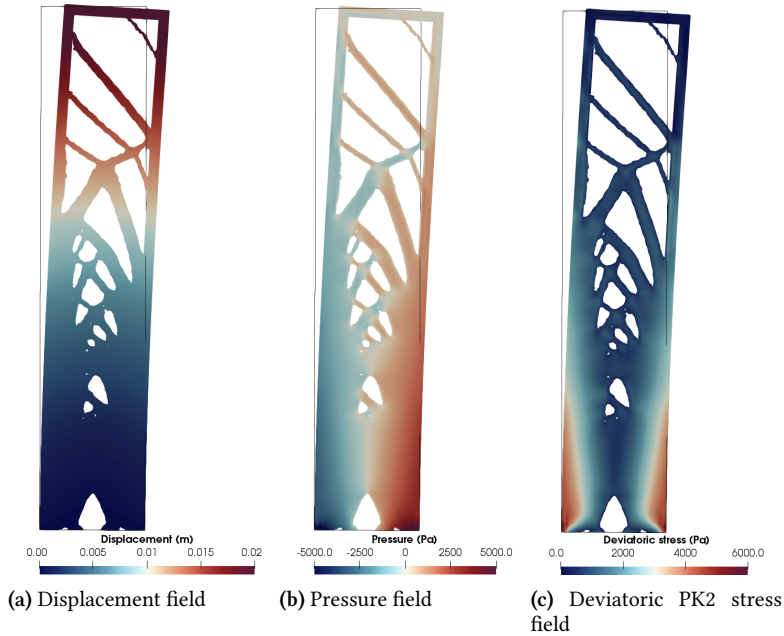 Displacement (m)
0.00 0.005 0.01 0.015 0.02
(a) Displacement field
Pressure (Pa)
-5000.0 -2500 0 2500 5000.0
(b) Pressure field
Deviatoric stress (Pa)
0.0 2000 4000 6000.0
(c) Deviatoric PK2 stress
field